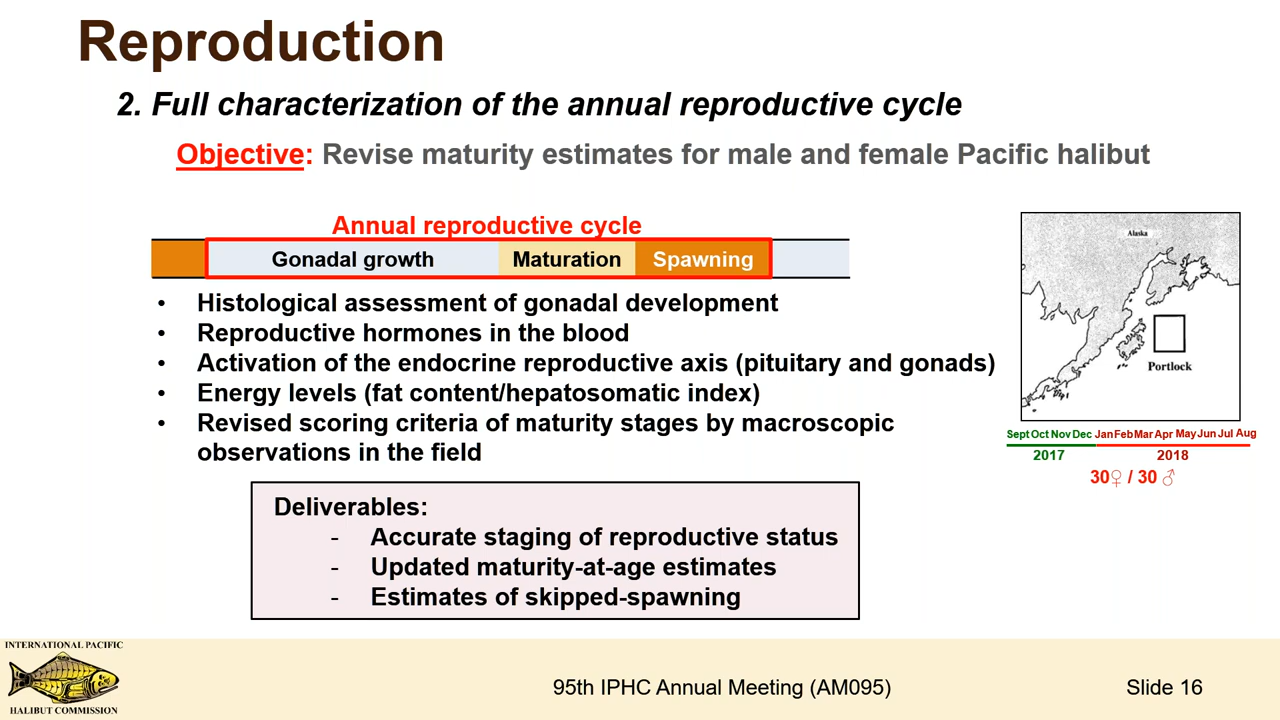 Reproduction
2. Full characterization of the annual reproductive cycle
Objective: Revise maturity estimates for male and female Pacific halibut
Annual reproductive cycle
Gonadal growth Maturation Spawning
• Histological assessment of gonadal development
• Reproductive hormones in the blood
• Activation of the endocrine reproductive axis (pituitary and gonads)
• Energy levels (fat content/hepatosomatic index)
• Revised scoring criteria of maturity stages by macroscopic
observations in the field
Alaska
Portlock
Sept Oct Nov Dec Jan Feb Mar Apr May Jun Jul Aug
2017 2018
30♀ / 30 ♂
Deliverables:
- Accurate staging of reproductive status
- Updated maturity-at-age estimates
- Estimates of skipped-spawning
INTERNATIONAL PACIFIC
HALIBUT COMMISSION
95th IPHC Annual Meeting (AM095)
Slide 16